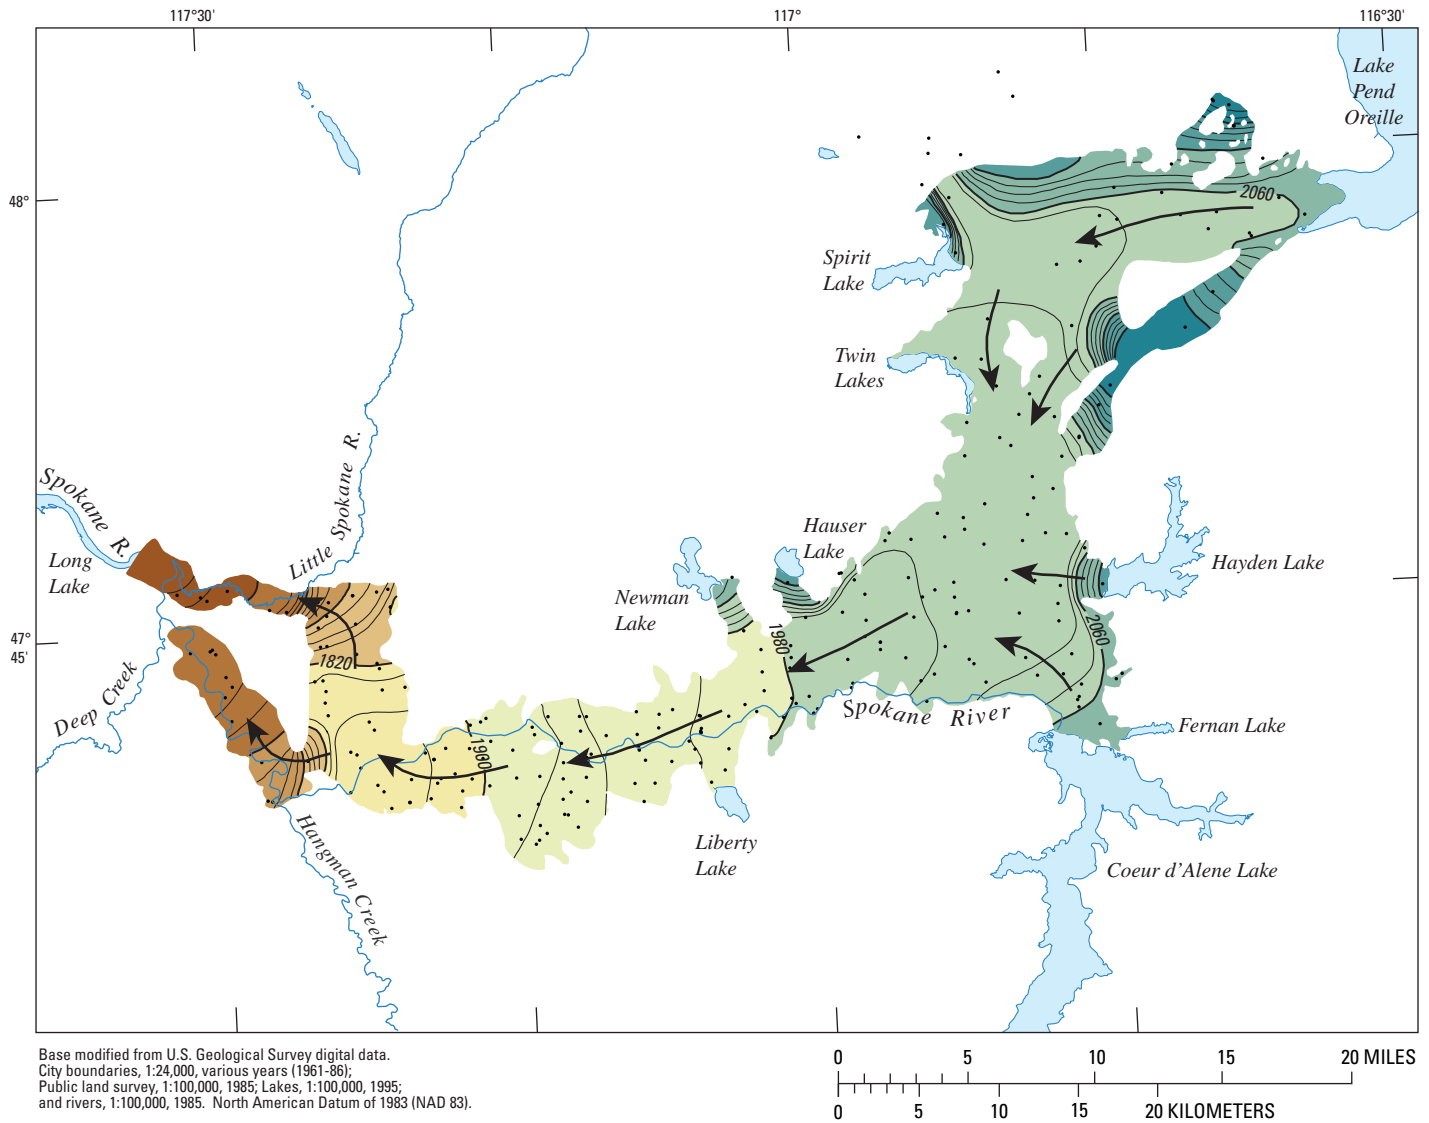 117°30'
117°
116°30'
Lake
Pend
Oreille
48°
2060
Spirit
Lake
Twin
Lakes
Spokane R.
Little Spokane R.
Long
Lake
Hauser
Lake
Hayden Lake
Newman
Lake
1980
2060
47°
45'
1820
Deep Creek
Spokane River
Fernan Lake
1900
Hangman Creek
Liberty
Lake
Coeur d'Alene Lake
Base modified from U.S. Geological Survey digital data.
City boundaries, 1:24,000, various years (1961-86);
Public land survey, 1:100,000, 1985; Lakes, 1:100,000, 1995;
and rivers, 1:100,000, 1985. North American Datum of 1983 (NAD 83).
0 5 10 15 20 MILES
0 5 10 15 20 KILOMETERS